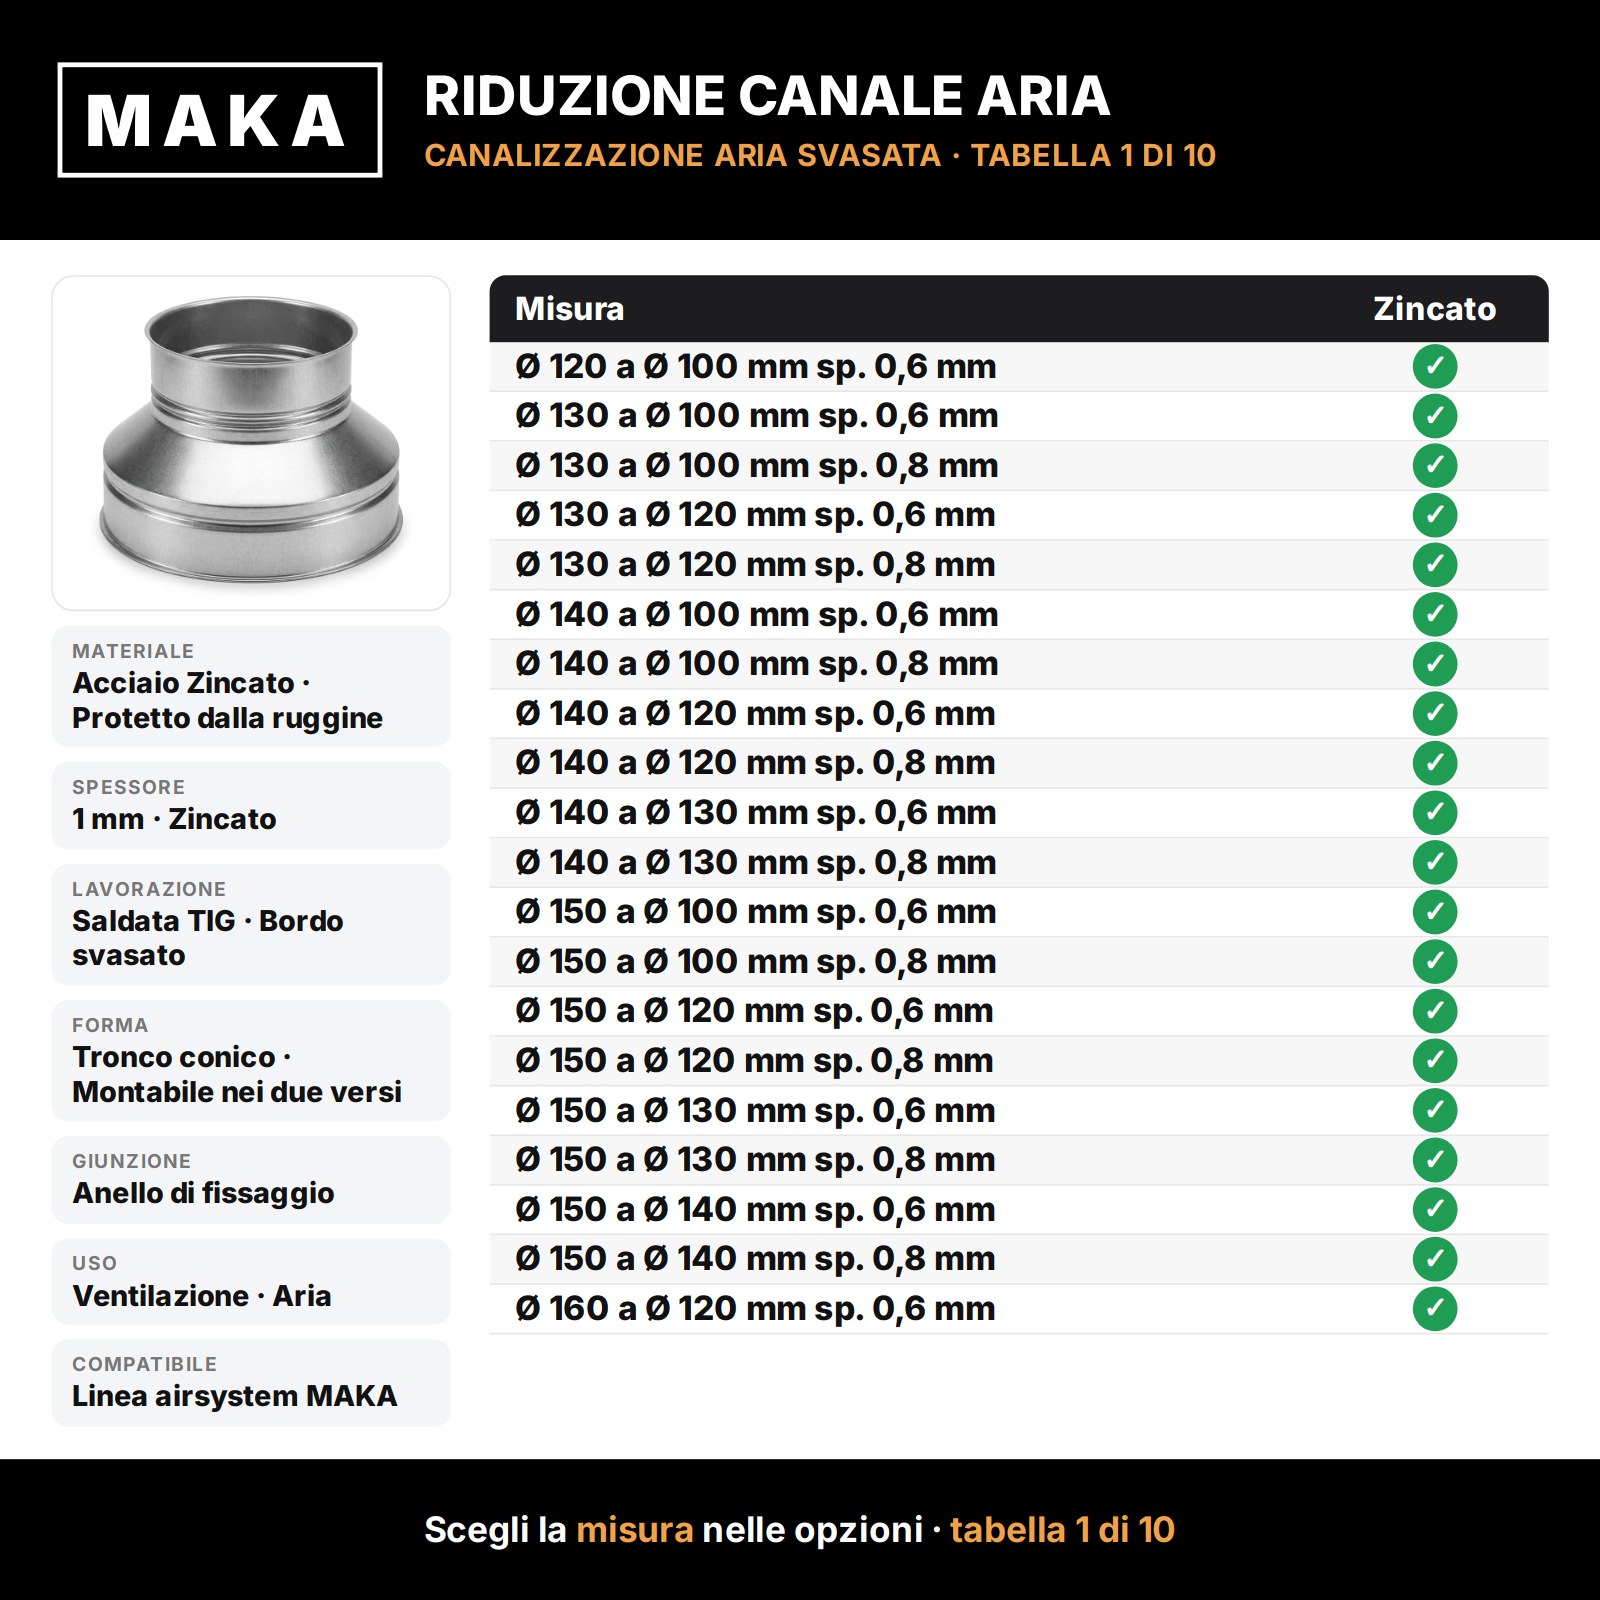 MAKA
RIDUZIONE CANALE ARIA
CANALIZZAZIONE ARIA SVASATA · TABELLA 1 DI 10
MATERIALE
Acciaio Zincato ·
Protetto dalla ruggine
SPESSORE
1 mm · Zincato
LAVORAZIONE
Saldata TIG · Bordo
svasato
FORMA
Tronco conico ·
Montabile nei due versi
GIUNZIONE
Anello di fissaggio
USO
Ventilazione · Aria
COMPATIBILE
Linea airsystem MAKA
Misura Zincato
Ø 120 a Ø 100 mm sp. 0,6 mm ✓
Ø 130 a Ø 100 mm sp. 0,6 mm ✓
Ø 130 a Ø 100 mm sp. 0,8 mm ✓
Ø 130 a Ø 120 mm sp. 0,6 mm ✓
Ø 130 a Ø 120 mm sp. 0,8 mm ✓
Ø 140 a Ø 100 mm sp. 0,6 mm ✓
Ø 140 a Ø 100 mm sp. 0,8 mm ✓
Ø 140 a Ø 120 mm sp. 0,6 mm ✓
Ø 140 a Ø 120 mm sp. 0,8 mm ✓
Ø 140 a Ø 130 mm sp. 0,6 mm ✓
Ø 140 a Ø 130 mm sp. 0,8 mm ✓
Ø 150 a Ø 100 mm sp. 0,6 mm ✓
Ø 150 a Ø 100 mm sp. 0,8 mm ✓
Ø 150 a Ø 120 mm sp. 0,6 mm ✓
Ø 150 a Ø 120 mm sp. 0,8 mm ✓
Ø 150 a Ø 130 mm sp. 0,6 mm ✓
Ø 150 a Ø 130 mm sp. 0,8 mm ✓
Ø 150 a Ø 140 mm sp. 0,6 mm ✓
Ø 150 a Ø 140 mm sp. 0,8 mm ✓
Ø 160 a Ø 120 mm sp. 0,6 mm ✓
Scegli la misura nelle opzioni · tabella 1 di 10